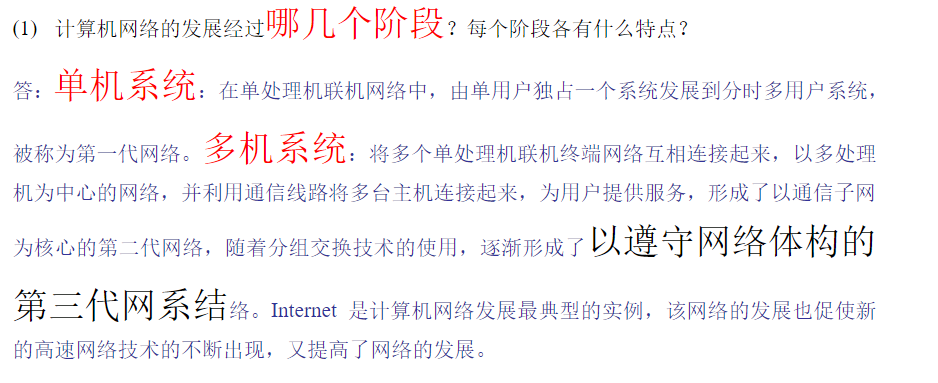 (1) 计算机网络的发展经过哪几个阶段？每个阶段各有什么特点？
答：单机系统：在单处理机联机网络中，由单用户独占一个系统发展到分时多用户系统，
被称为第一代网络。多机系统：将多个单处理机联机终端网络互相连接起来，以多处理
机为中心的网络，并利用通信线路将多台主机连接起来，为用户提供服务，形成了以通信子网
为核心的第二代网络，随着分组交换技术的使用，逐渐形成了以遵守网络体构的
第三代网系结络。Internet 是计算机网络发展最典型的实例，该网络的发展也促使新
的高速网络技术的不断出现，又提高了网络的发展。